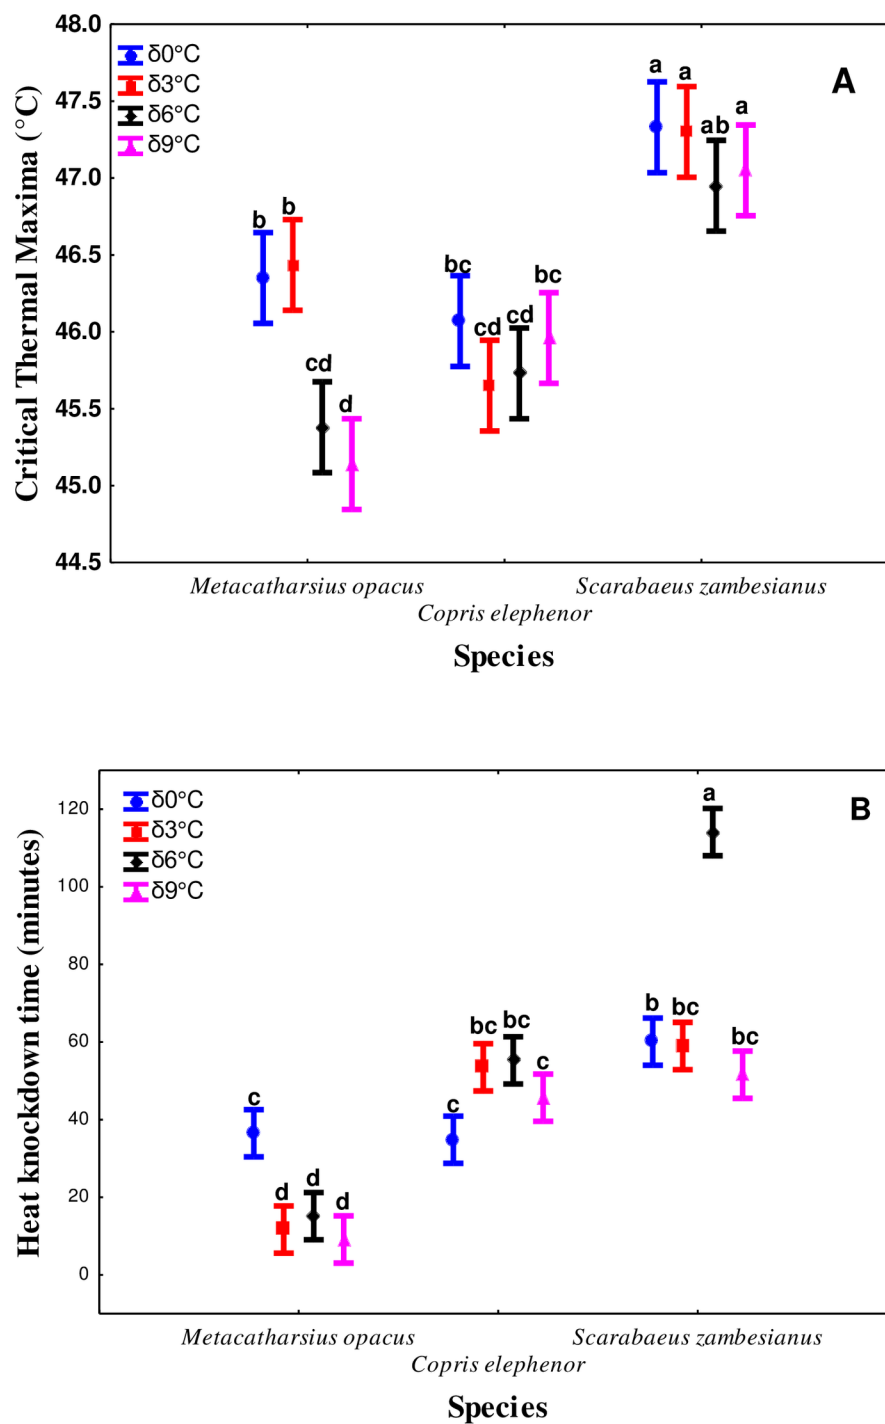 48.0
47.5
47.0
46.5
46.0
45.5
45.0
44.5
Critical Thermal Maxima (°C)
δ0°C
δ3°C
δ6°C
δ9°C
A
b b cd d
bc cd cd bc
a a ab a
Metacatharsius opacus
Copris elephenor
Scarabaeus zambesianus
Species
120
100
80
60
40
20
0
Heat knockdown time (minutes)
δ0°C
δ3°C
δ6°C
δ9°C
B
c d d d
c bc bc c
b bc a bc
Metacatharsius opacus
Copris elephenor
Scarabaeus zambesianus
Species